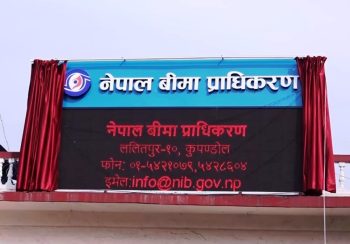 नेपाल बीमा प्राधिकरण
नेपाल बीमा प्राधिकरण
ललितपुर-१०, कुपण्डोल
फोन: ०१-५४२१०७९,५४२८६०४
इमेल:info@nib.gov.np